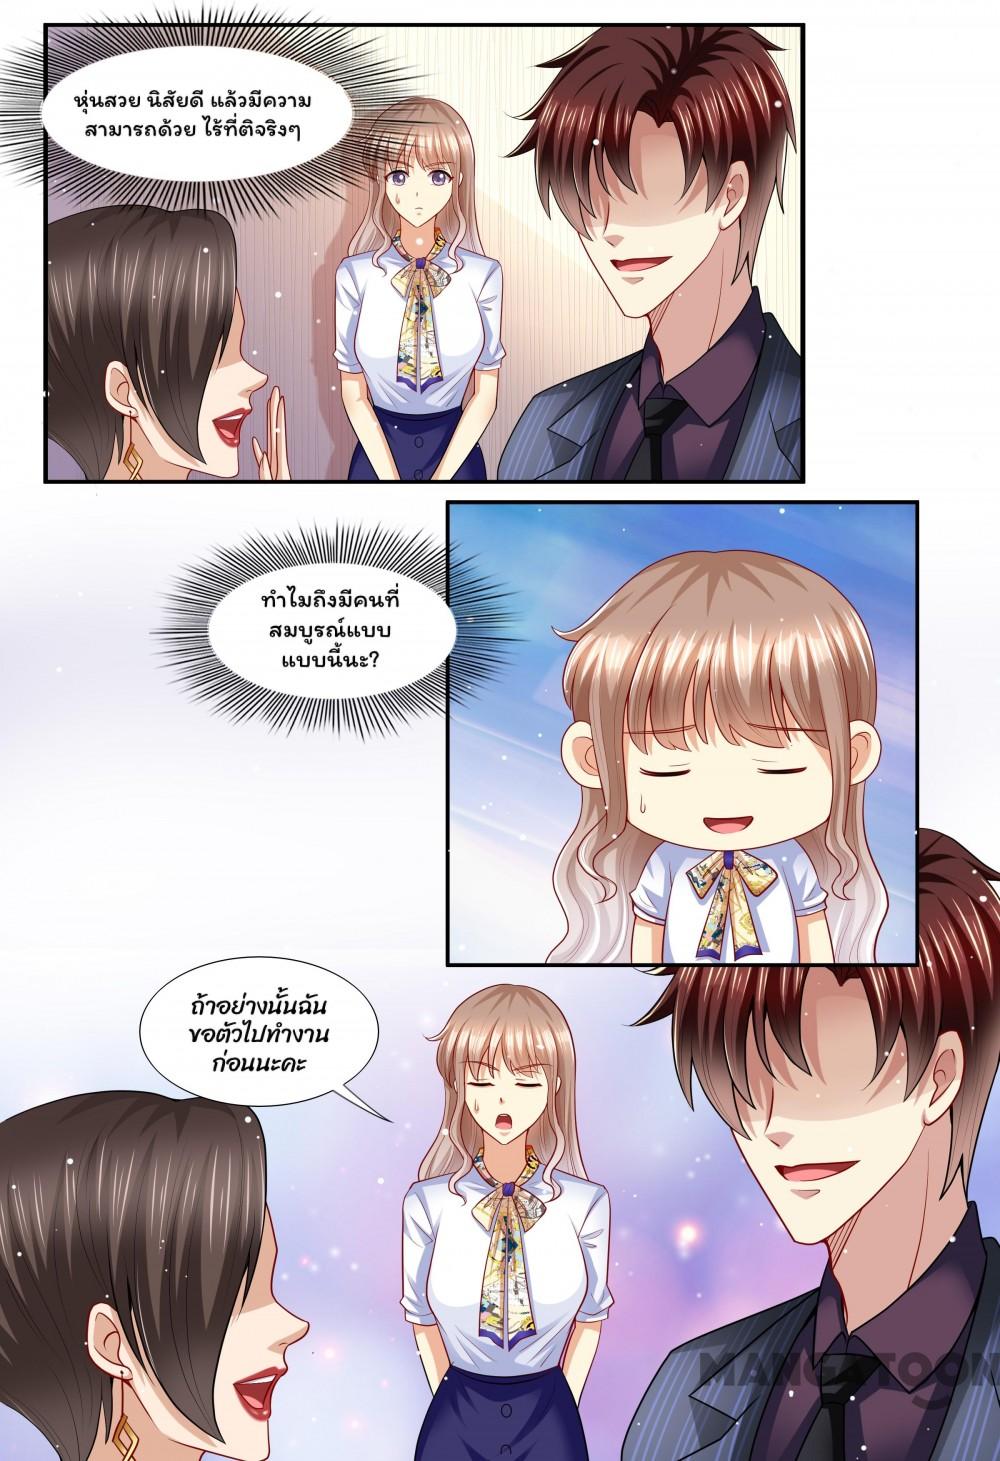 หุ่นสวย นิสัยดี แล้วมีความ
สามารถด้วย ไร้ที่ติจริงๆ
ทำไมถึงมีคนที่
สมบูรณ์แบบ
แบบนี้นะ?
ถ้าอย่างนั้นฉัน
ขอตัวไปทำงาน
ก่อนนะคะ
MANGATOON